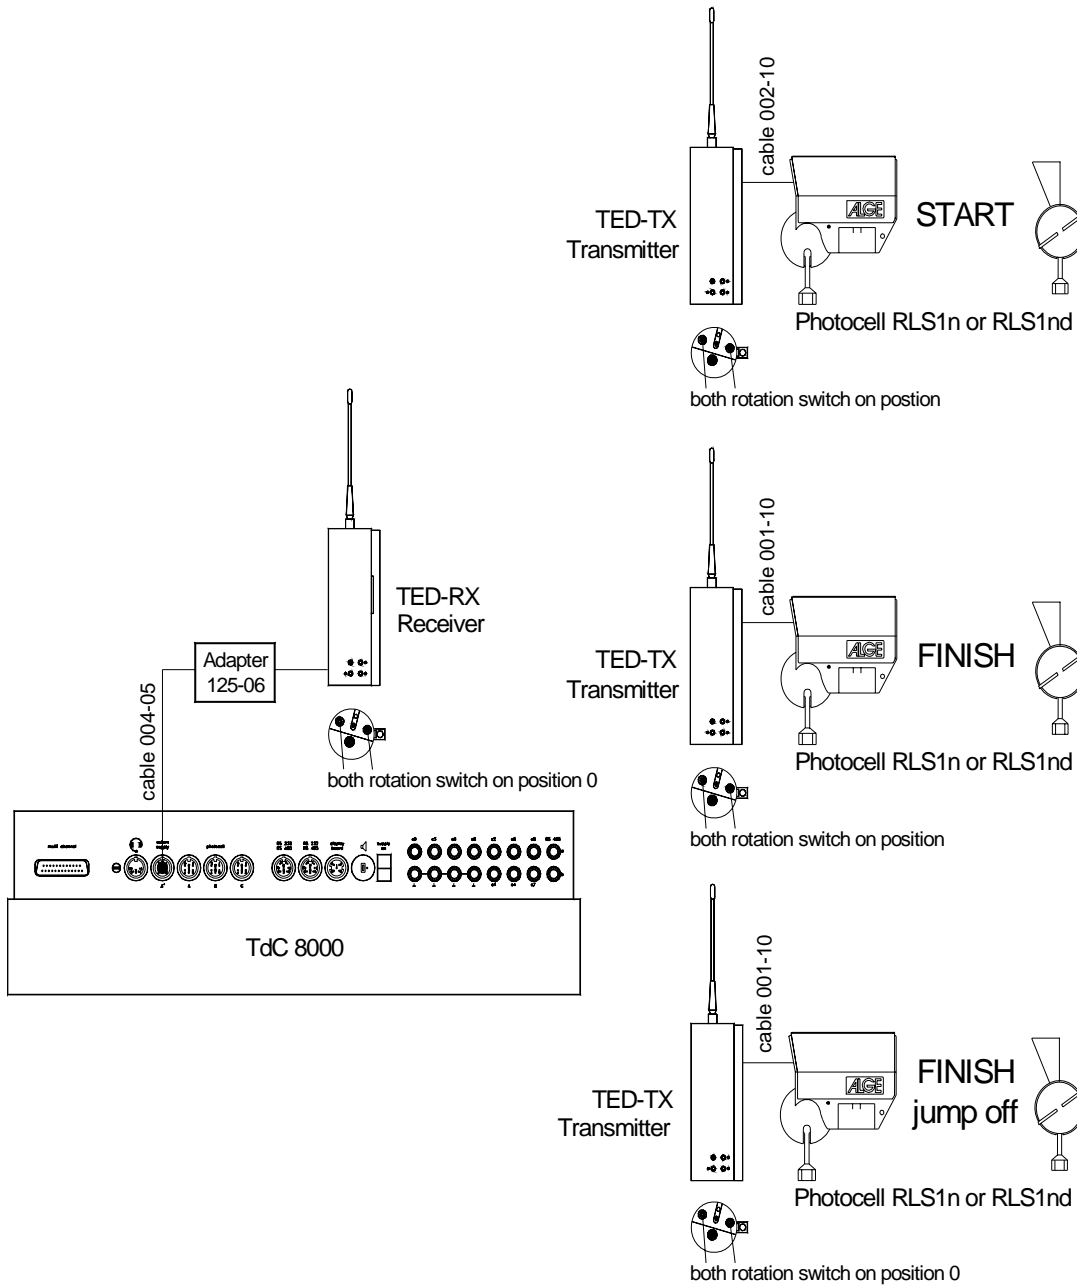 cable 002-10
TED-TX
Transmitter
ALGE
START
Photocell RLS1n or RLS1nd
both rotation switch on postion
cable 001-10
TED-TX
Transmitter
ALGE
FINISH
Photocell RLS1n or RLS1nd
both rotation switch on position
TED-RX
Receiver
Adapter
125-06
cable 004-05
both rotation switch on position 0
multi channel
photocell
TdC 8000
cable 001-10
TED-TX
Transmitter
ALGE
FINISH
jump off
Photocell RLS1n or RLS1nd
both rotation switch on position 0